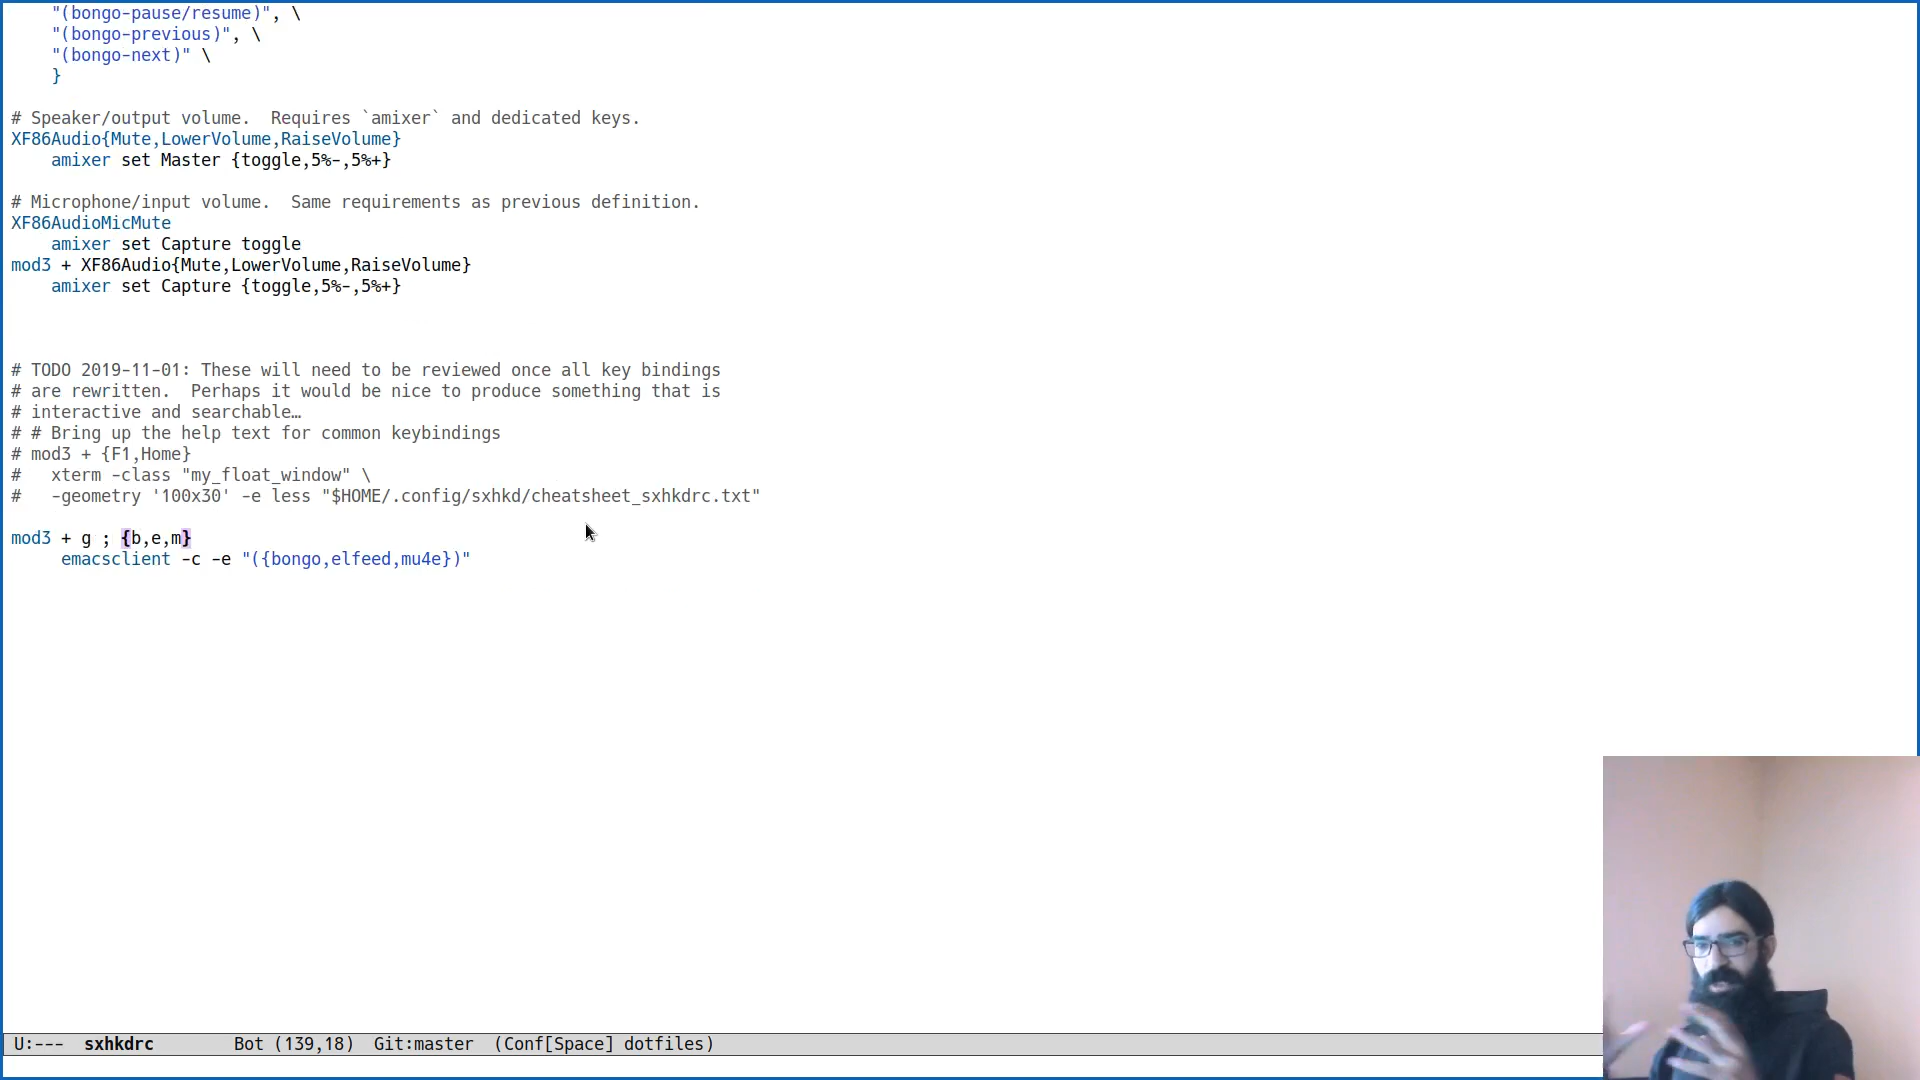 "(bongo-pause/resume)", \
"(bongo-previous)", \
"(bongo-next)" \
}
# Speaker/output volume.  Requires `amixer` and dedicated keys.
XF86Audio{Mute,LowerVolume,RaiseVolume}
amixer set Master {toggle,5%-,5%+}
# Microphone/input volume.  Same requirements as previous definition.
XF86AudioMicMute
amixer set Capture toggle
mod3 + XF86Audio{Mute,LowerVolume,RaiseVolume}
amixer set Capture {toggle,5%-,5%+}
# TODO 2019-11-01: These will need to be reviewed once all key bindings
# are rewritten.  Perhaps it would be nice to produce something that is
# interactive and searchable…
# # Bring up the help text for common keybindings
# mod3 + {F1,Home}
#   xterm -class "my_float_window" \
#   -geometry '100x30' -e less "$HOME/.config/sxhkd/cheatsheet_sxhkdrc.txt"
mod3 + g ; {b,e,m}
emacsclient -c -e "({bongo,elfeed,mu4e})"
U:---  sxhkdrc        Bot (139,18)  Git:master  (Conf[Space] dotfiles)